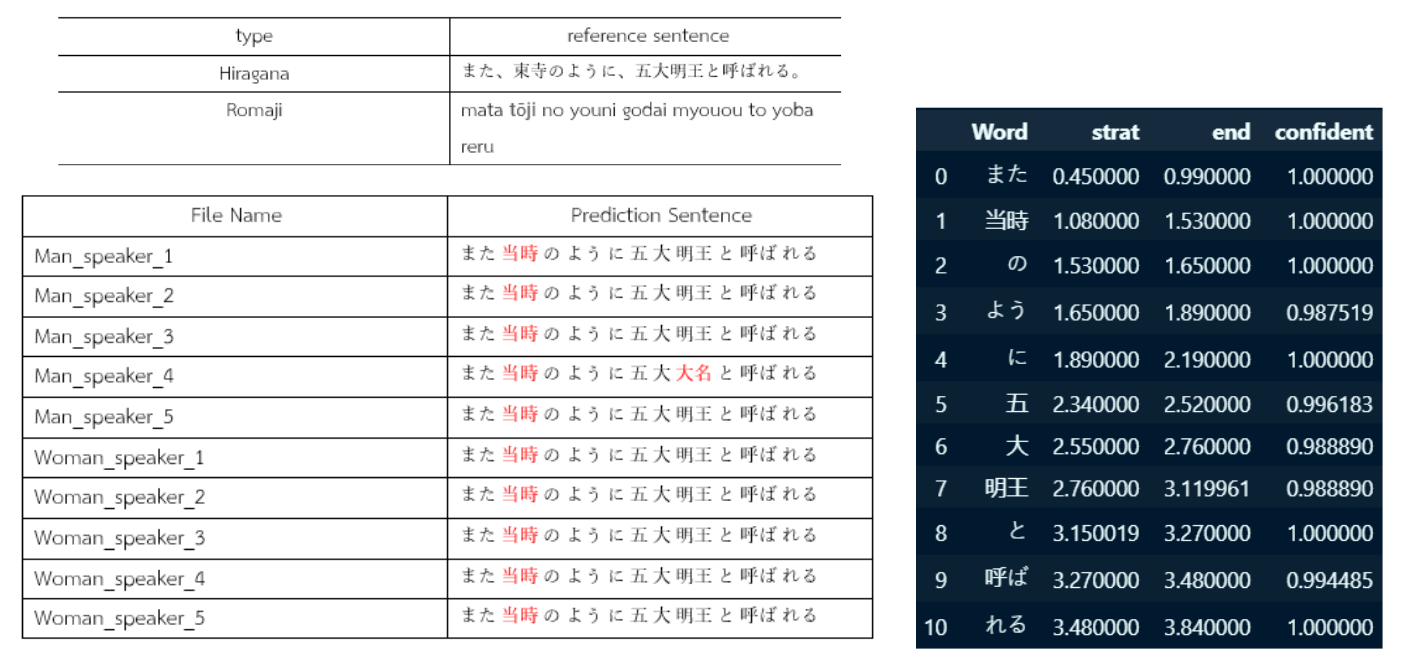 type reference sentence
Hiragana また、東寺のように、五大明王と呼ばれる。
Romaji mata tōji no youni godai myouou to yoba
reru
File Name Prediction Sentence
Man_speaker_1 また 当時 の よう に 五 大 明王 と 呼ば れる
Man_speaker_2 また 当時 の よう に 五 大 明王 と 呼ば れる
Man_speaker_3 また 当時 の よう に 五 大 明王 と 呼ば れる
Man_speaker_4 また 当時 の よう に 五 大 大名 と 呼ば れる
Man_speaker_5 また 当時 の よう に 五 大 明王 と 呼ば れる
Woman_speaker_1 また 当時 の よう に 五 大 明王 と 呼ば れる
Woman_speaker_2 また 当時 の よう に 五 大 明王 と 呼ば れる
Woman_speaker_3 また 当時 の よう に 五 大 明王 と 呼ば れる
Woman_speaker_4 また 当時 の よう に 五 大 明王 と 呼ば れる
Woman_speaker_5 また 当時 の よう に 五 大 明王 と 呼ば れる
Word strat end confident
0 また 0.450000 0.990000 1.000000
1 当時 1.080000 1.530000 1.000000
2 の 1.530000 1.650000 1.000000
3 よう 1.650000 1.890000 0.987519
4 に 1.890000 2.190000 1.000000
5 五 2.340000 2.520000 0.996183
6 大 2.550000 2.760000 0.988890
7 明王 2.760000 3.119961 0.988890
8 と 3.150019 3.270000 1.000000
9 呼ば 3.270000 3.480000 0.994485
10 れる 3.480000 3.840000 1.000000